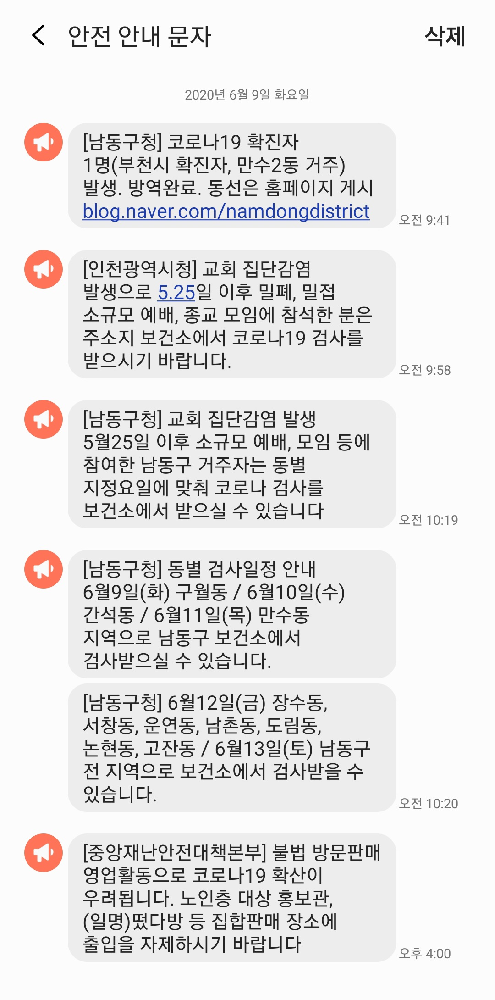 안전 안내 문자
삭제
2020년 6월 9일 화요일
[남동구청] 코로나19 확진자
1명(부천시 확진자, 만수2동 거주)
발생. 방역완료. 동선은 홈페이지 게시
blog.naver.com/namdongdistrict
오전 9:41
[인천광역시청] 교회 집단감염
발생으로 5.25일 이후 밀폐, 밀접
소규모 예배, 종교 모임에 참석한 분은
주소지 보건소에서 코로나19 검사를
받으시기 바랍니다.
오전 9:58
[남동구청] 교회 집단감염 발생
5월25일 이후 소규모 예배, 모임 등에
참여한 남동구 거주자는 동별
지정요일에 맞춰 코로나 검사를
보건소에서 받으실 수 있습니다
오전 10:19
[남동구청] 동별 검사일정 안내
6월9일(화) 구월동 / 6월10일(수)
간석동 / 6월11일(목) 만수동
지역으로 남동구 보건소에서
검사받으실 수 있습니다.
[남동구청] 6월12일(금) 장수동,
서창동, 운연동, 남촌동, 도림동,
논현동, 고잔동 / 6월13일(토) 남동구
전 지역으로 보건소에서 검사받을 수
있습니다.
오전 10:20
[중앙재난안전대책본부] 불법 방문판매
영업활동으로 코로나19 확산이
우려됩니다. 노인층 대상 홍보관,
(일명)떴다방 등 집합판매 장소에
출입을 자제하시기 바랍니다
오후 4:00